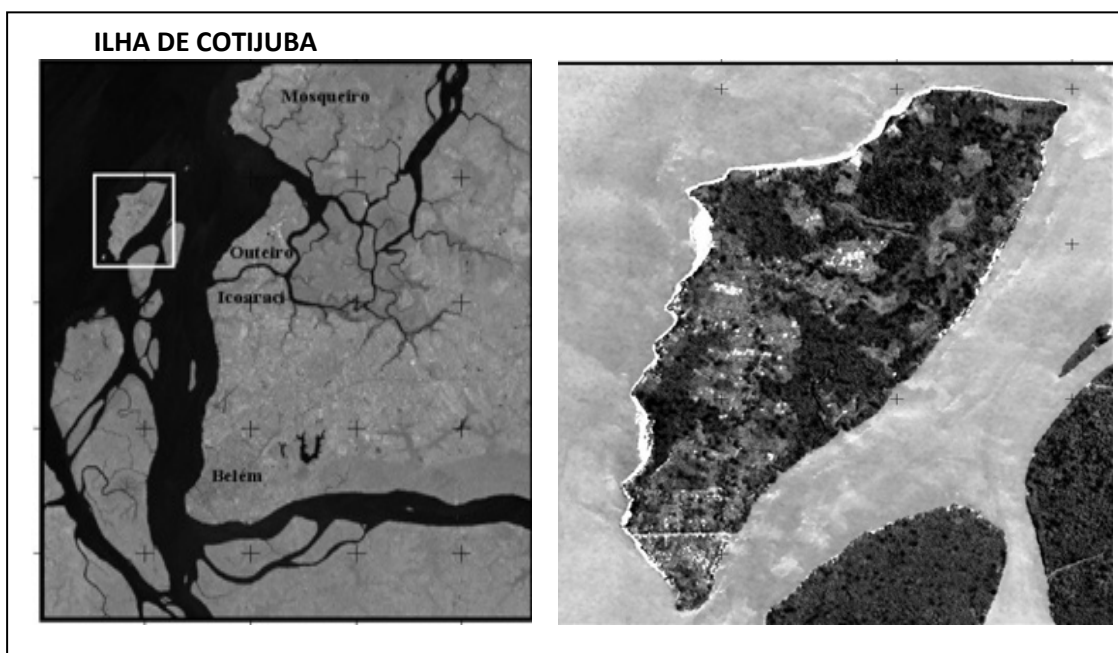 ILHA DE COTIJUBA
Mosqueiro
Outeiro
Icoaraci
Belém